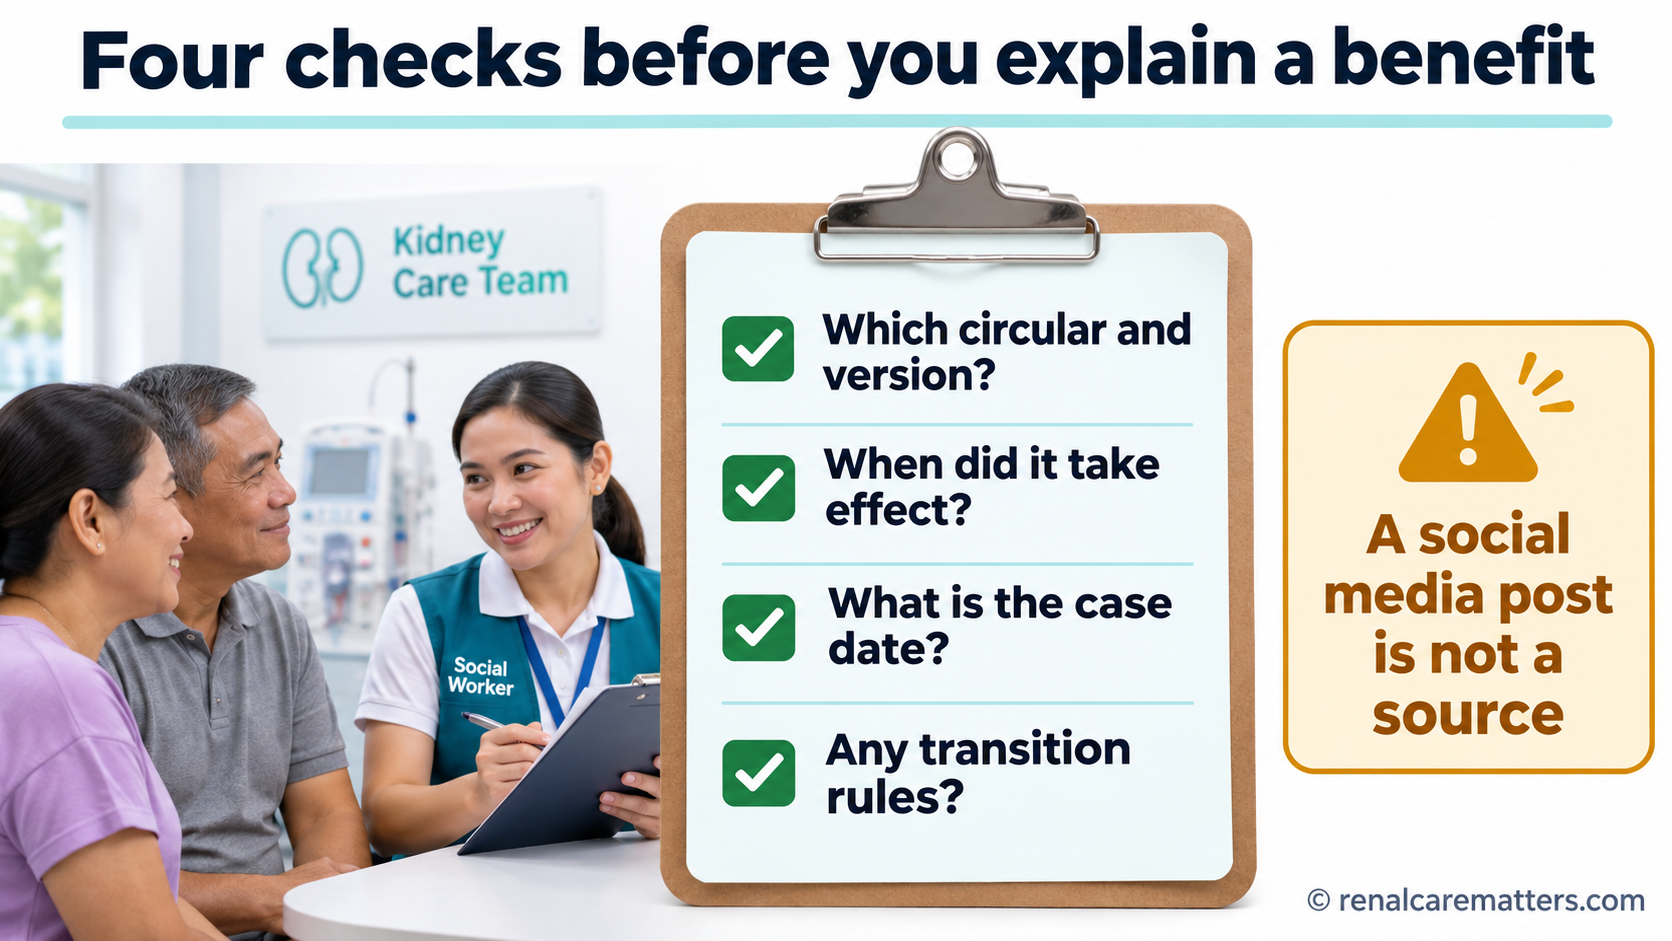 Four checks before you explain a benefit
Kidney
Care Team
Social
Worker
Which circular and
version?
When did it take
effect?
What is the case
date?
Any transition
rules?
A social
media post
is not a
source
© renalcarematters.com